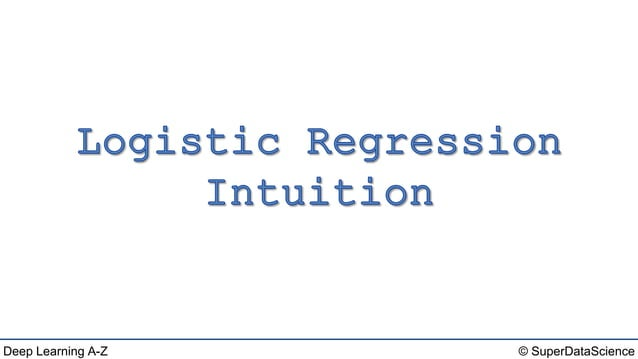 Logistic Regression
Intuition
Deep Learning A-Z
© SuperDataScience